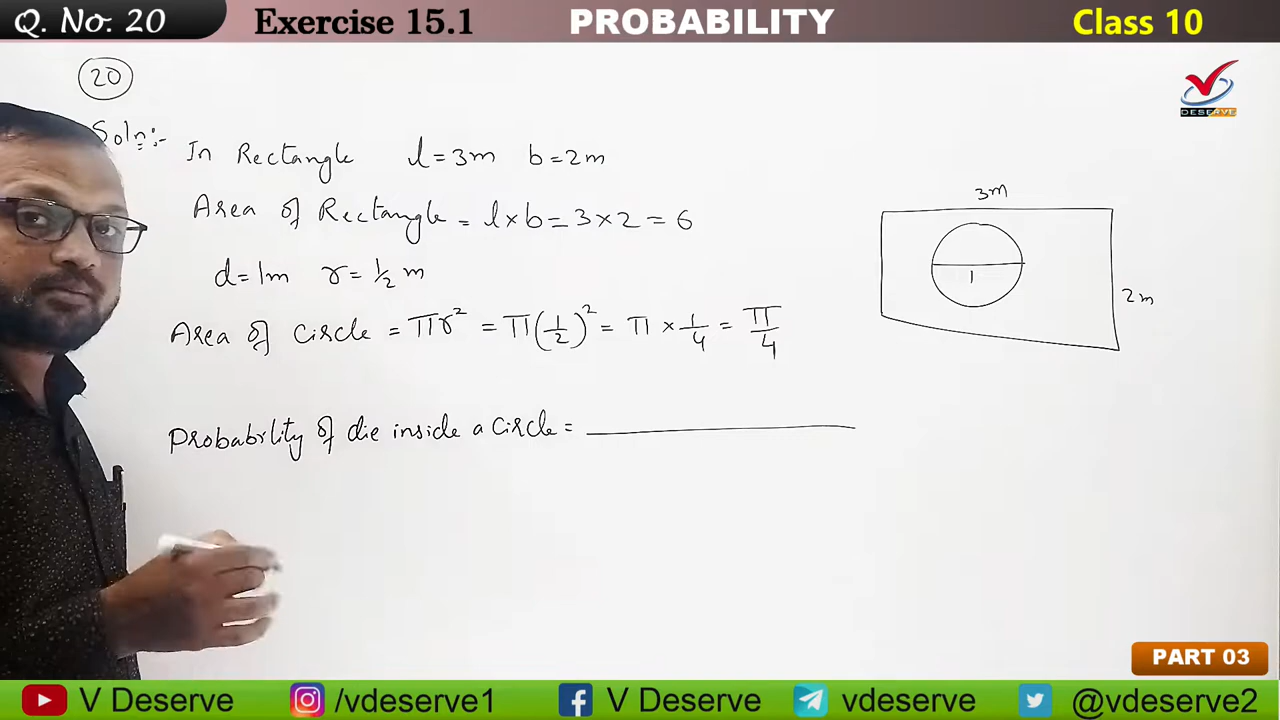 Q. No. 20
Exercise 15.1
PROBABILITY
Class 10
20
Soln:-
DESERVE
In Rectangle l = 3m b = 2m
Area of Rectangle = l × b = 3 × 2 = 6
d = 1m r = 1/2 m
Area of Circle = πr² = π(1/2)² = π × 1/4 = π/4
Probability of die inside a Circle =
3m
1
2m
PART 03
V Deserve
/vdeserve1
V Deserve
vdeserve
@vdeserve2